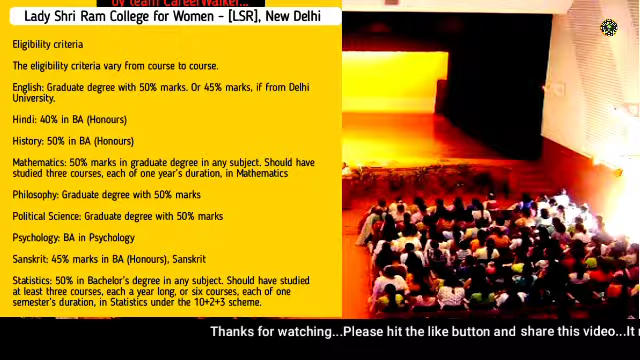 by team CareerWalker...
Lady Shri Ram College for Women - [LSR], New Delhi
Eligibility criteria
The eligibility criteria vary from course to course.
English: Graduate degree with 50% marks. Or 45% marks, if from Delhi
University.
Hindi: 40% in BA (Honours)
History: 50% in BA (Honours)
Mathematics: 50% marks in graduate degree in any subject. Should have
studied three courses, each of one year's duration, in Mathematics
Philosophy: Graduate degree with 50% marks
Political Science: Graduate degree with 50% marks
Psychology: BA in Psychology
Sanskrit: 45% marks in BA (Honours), Sanskrit
Statistics: 50% in Bachelor's degree in any subject. Should have studied
at least three courses, each a year long, or six courses, each of one
semester's duration, in Statistics under the 10+2+3 scheme.
Thanks for watching...Please hit the like button and share this video...It